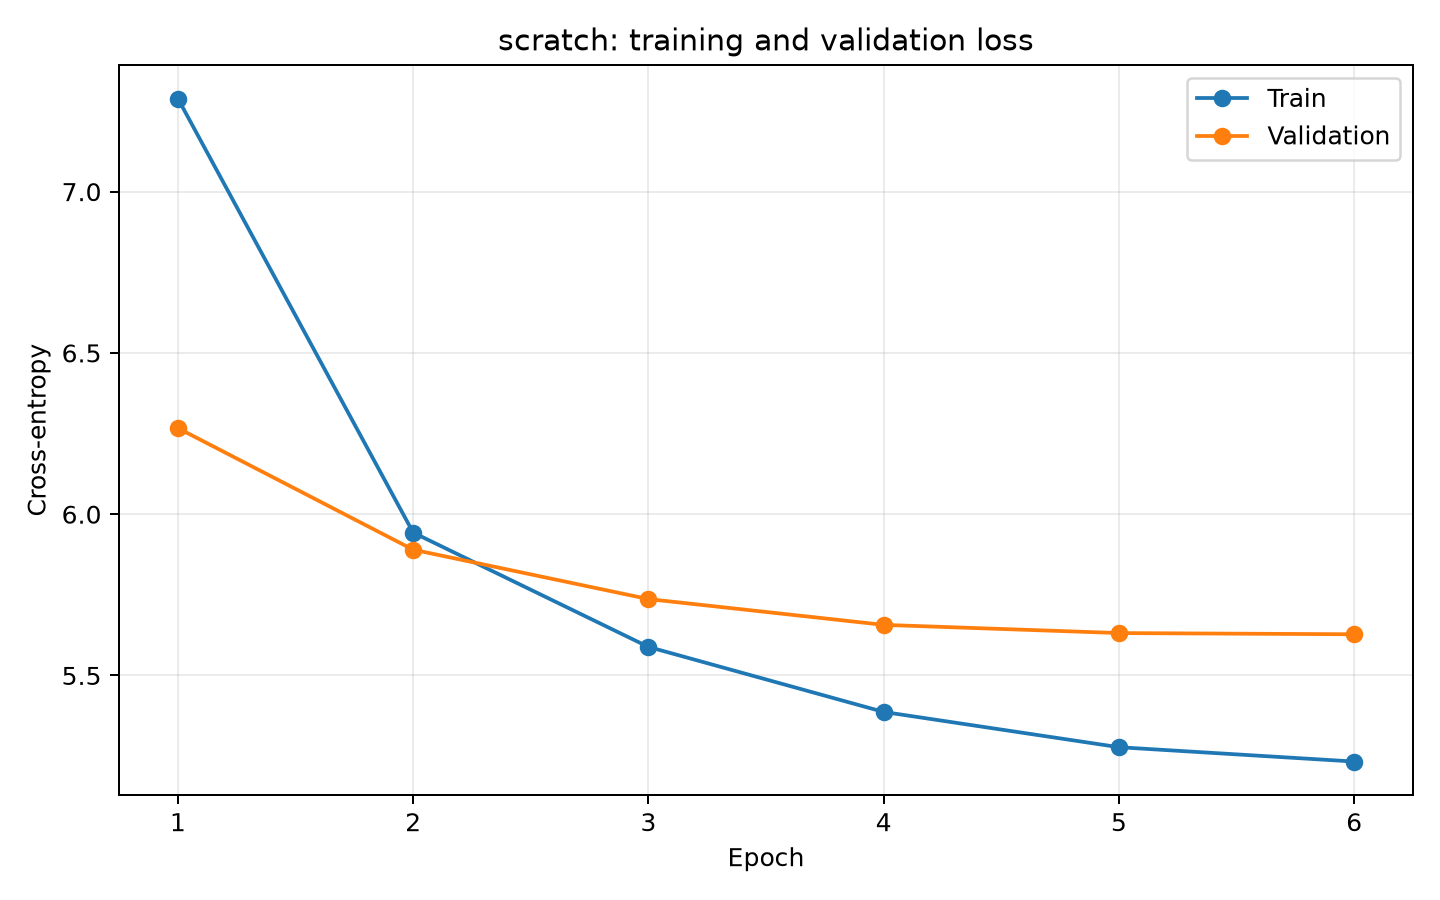 scratch: training and validation loss
Train
Validation
7.0
6.5
6.0
5.5
Cross-entropy
1 2 3 4 5 6
Epoch